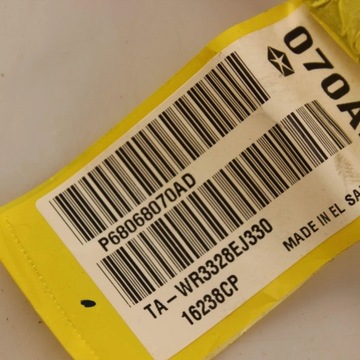 070A
P68068070AD
TA-WR3328EJ330
16238CP
MADE IN EL SA